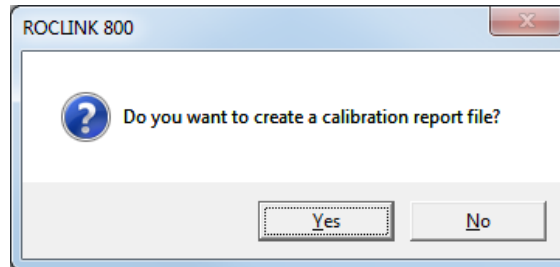 ROCLINK 800
Do you want to create a calibration report file?
Yes
No